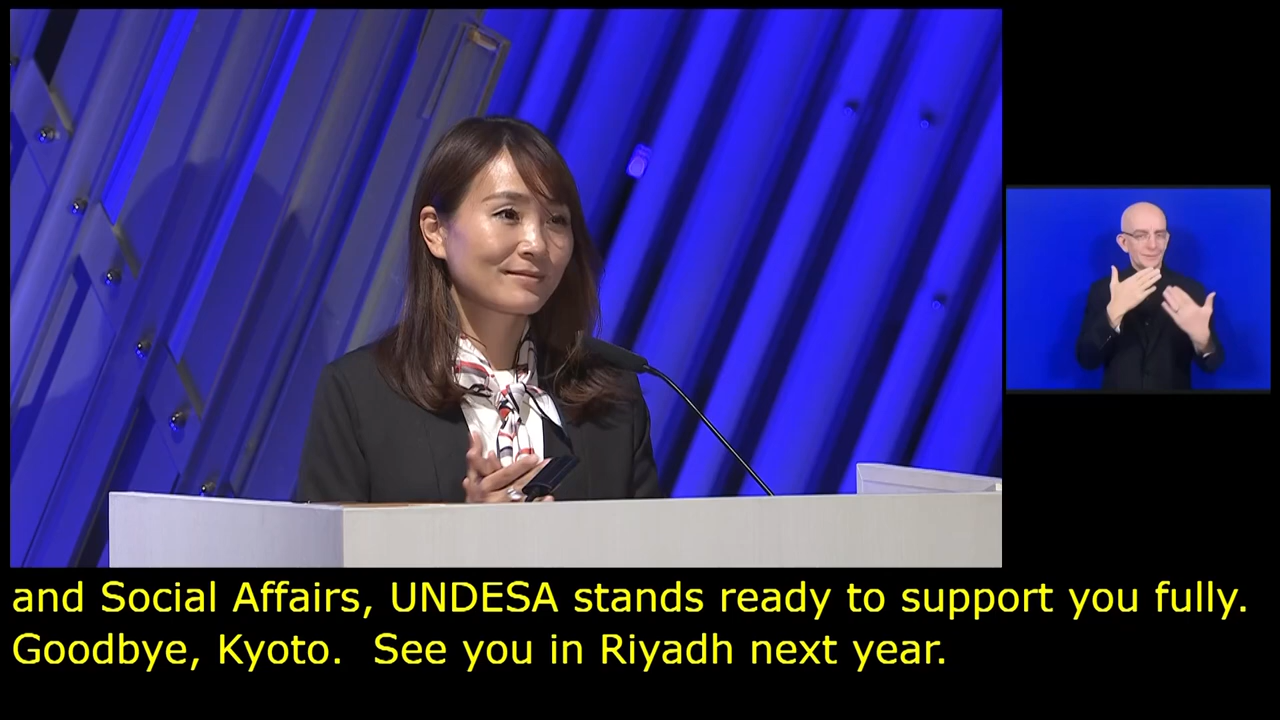 and Social Affairs, UNDESA stands ready to support you fully.
Goodbye, Kyoto.  See you in Riyadh next year.